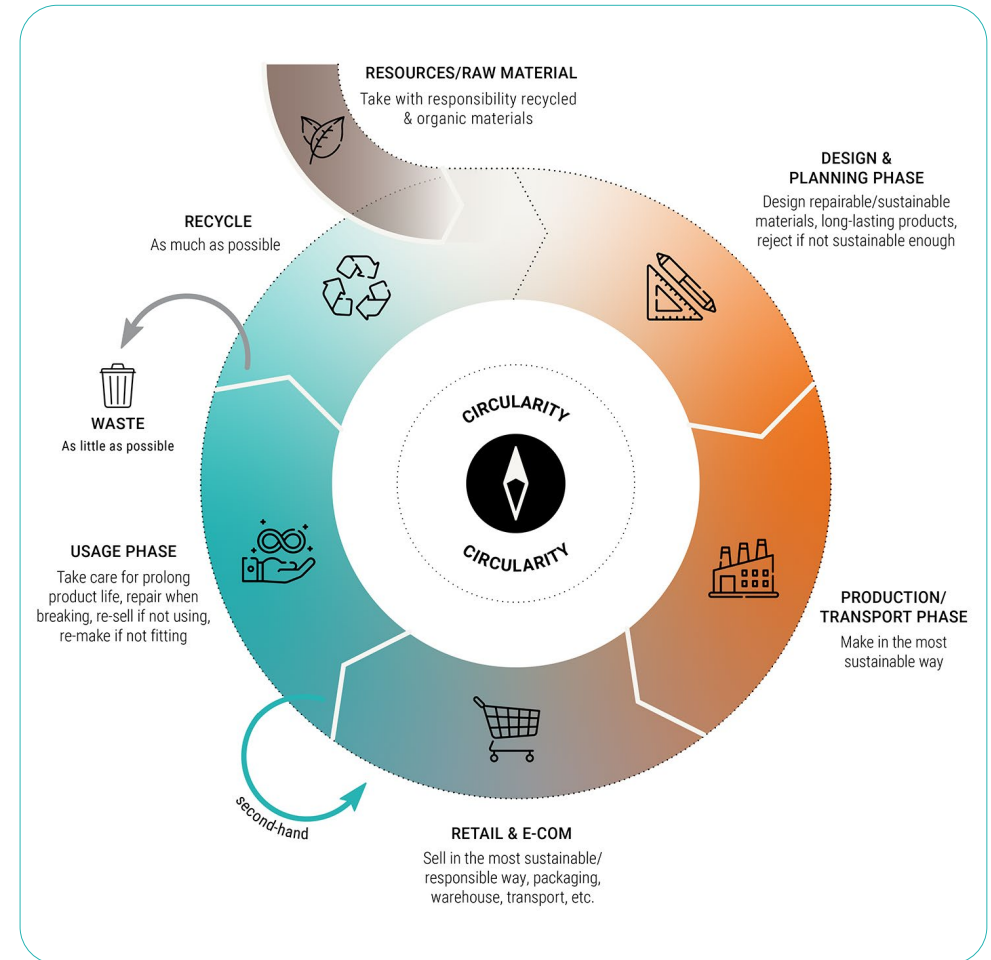 RESOURCES/RAW MATERIAL
Take with responsibility recycled
& organic materials
DESIGN &
PLANNING PHASE
Design repairable/sustainable
materials, long-lasting products,
reject if not sustainable enough
RECYCLE
As much as possible
WASTE
As little as possible
CIRCULARITY
CIRCULARITY
USAGE PHASE
Take care for prolong
product life, repair when
breaking, re-sell if not using,
re-make if not fitting
PRODUCTION/
TRANSPORT PHASE
Make in the most
sustainable way
second-hand
RETAIL & E-COM
Sell in the most sustainable/
responsible way, packaging,
warehouse, transport, etc.